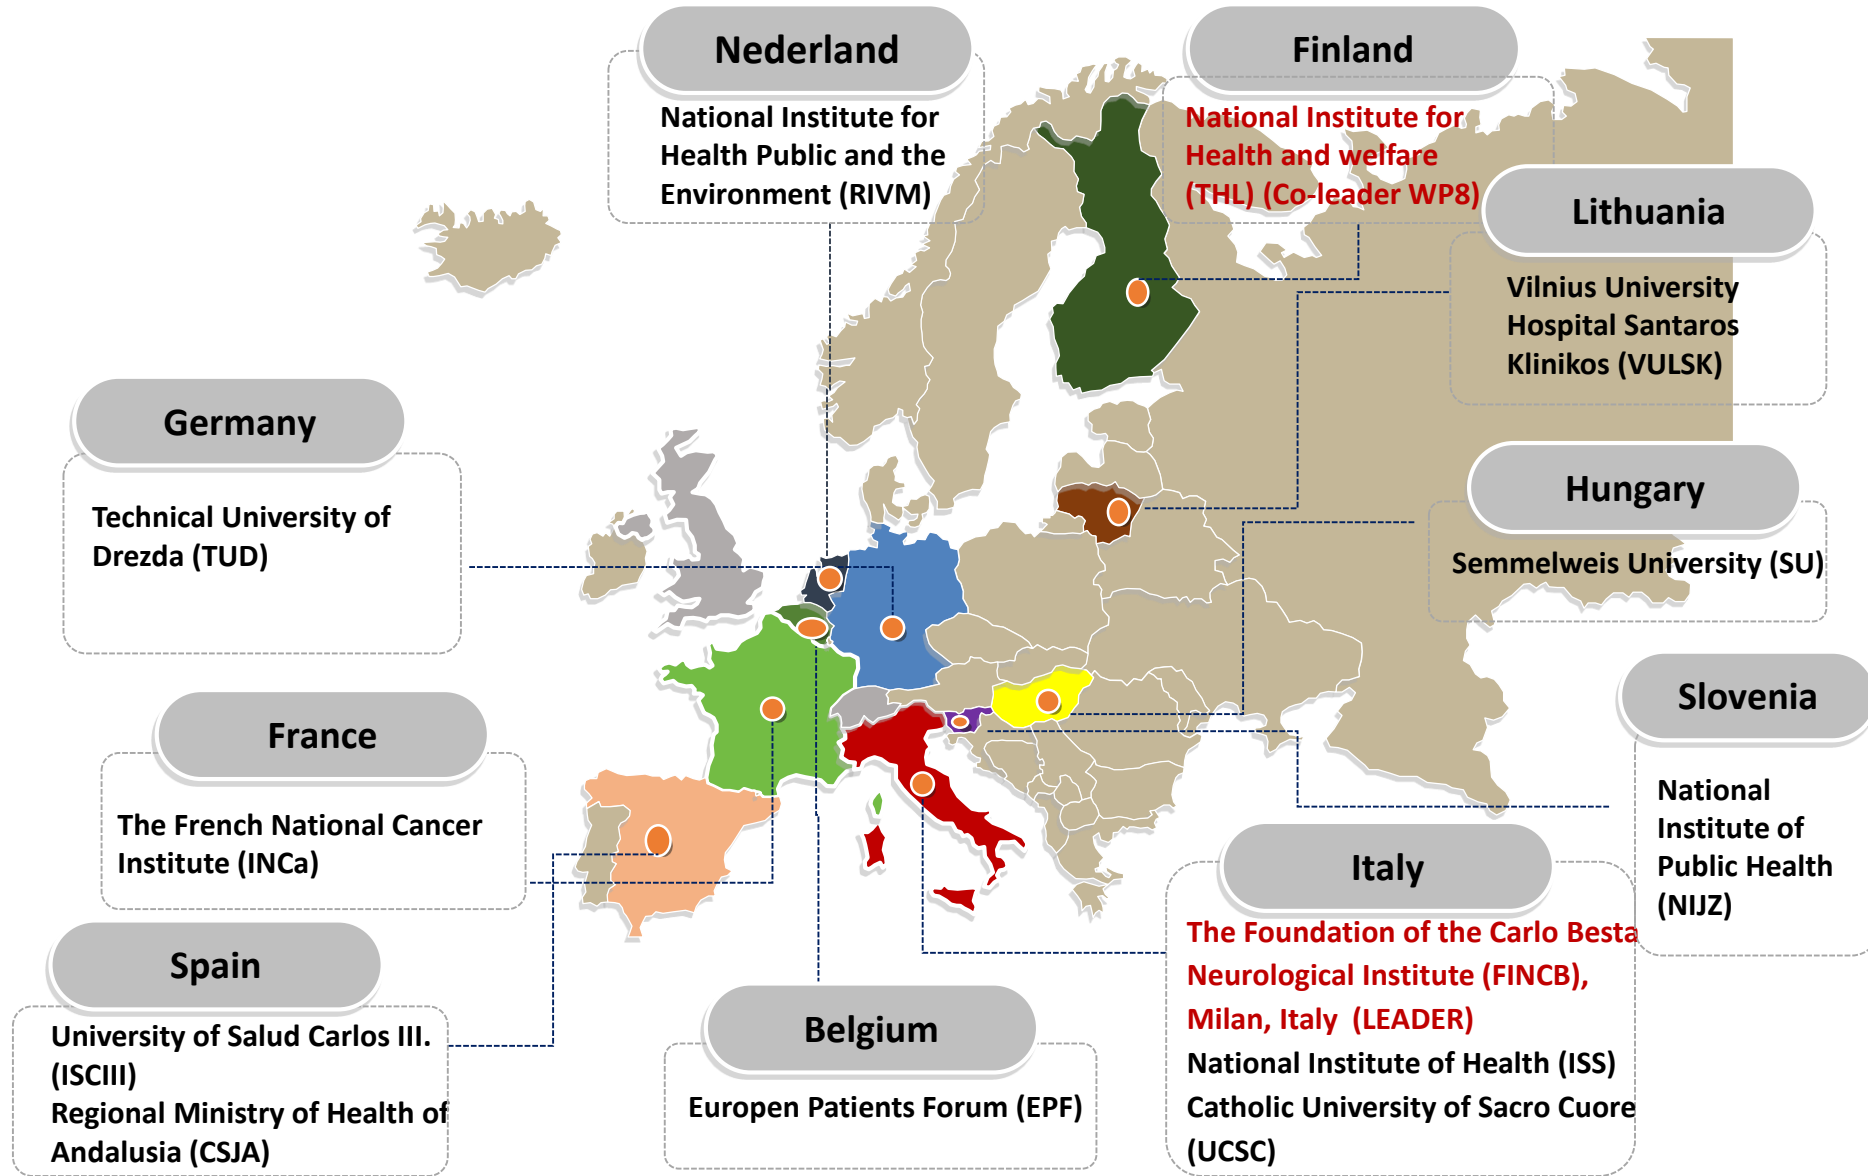 Nederland
National Institute for
Health Public and the
Environment (RIVM)
Finland
National Institute for
Health and welfare
(THL) (Co-leader WP8)
Lithuania
Vilnius University
Hospital Santaros
Klinikos (VULSK)
Germany
Technical University of
Drezda (TUD)
Hungary
Semmelweis University (SU)
France
The French National Cancer
Institute (INCa)
Slovenia
National
Institute of
Public Health
(NIJZ)
Spain
University of Salud Carlos III.
(ISCIII)
Regional Ministry of Health of
Andalusia (CSJA)
Belgium
Europen Patients Forum (EPF)
Italy
The Foundation of the Carlo Besta
Neurological Institute (FINCB),
Milan, Italy  (LEADER)
National Institute of Health (ISS)
Catholic University of Sacro Cuore
(UCSC)